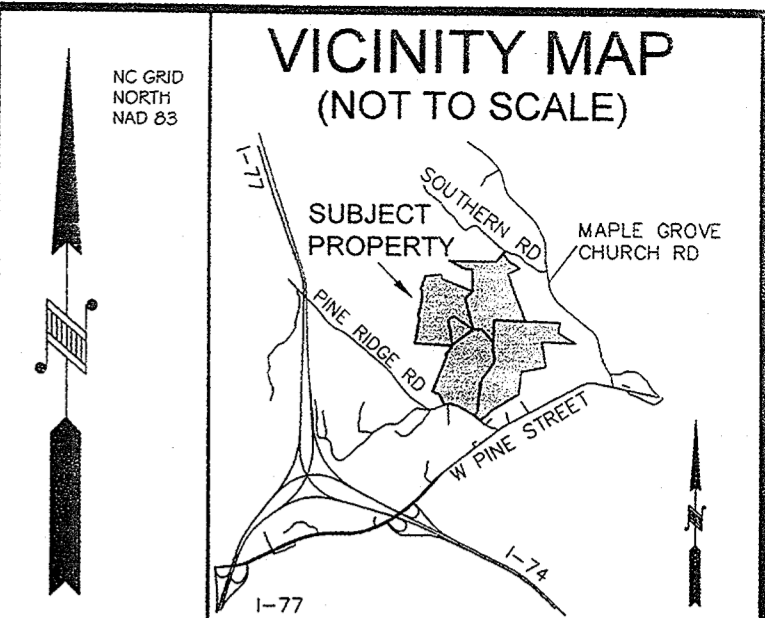 NC GRID
NORTH
NAD 83
VICINITY MAP
(NOT TO SCALE)
I-77
SOUTHERN RD
SUBJECT
PROPERTY
MAPLE GROVE
CHURCH RD
PINE RIDGE RD
W PINE STREET
I-74
I-77
N